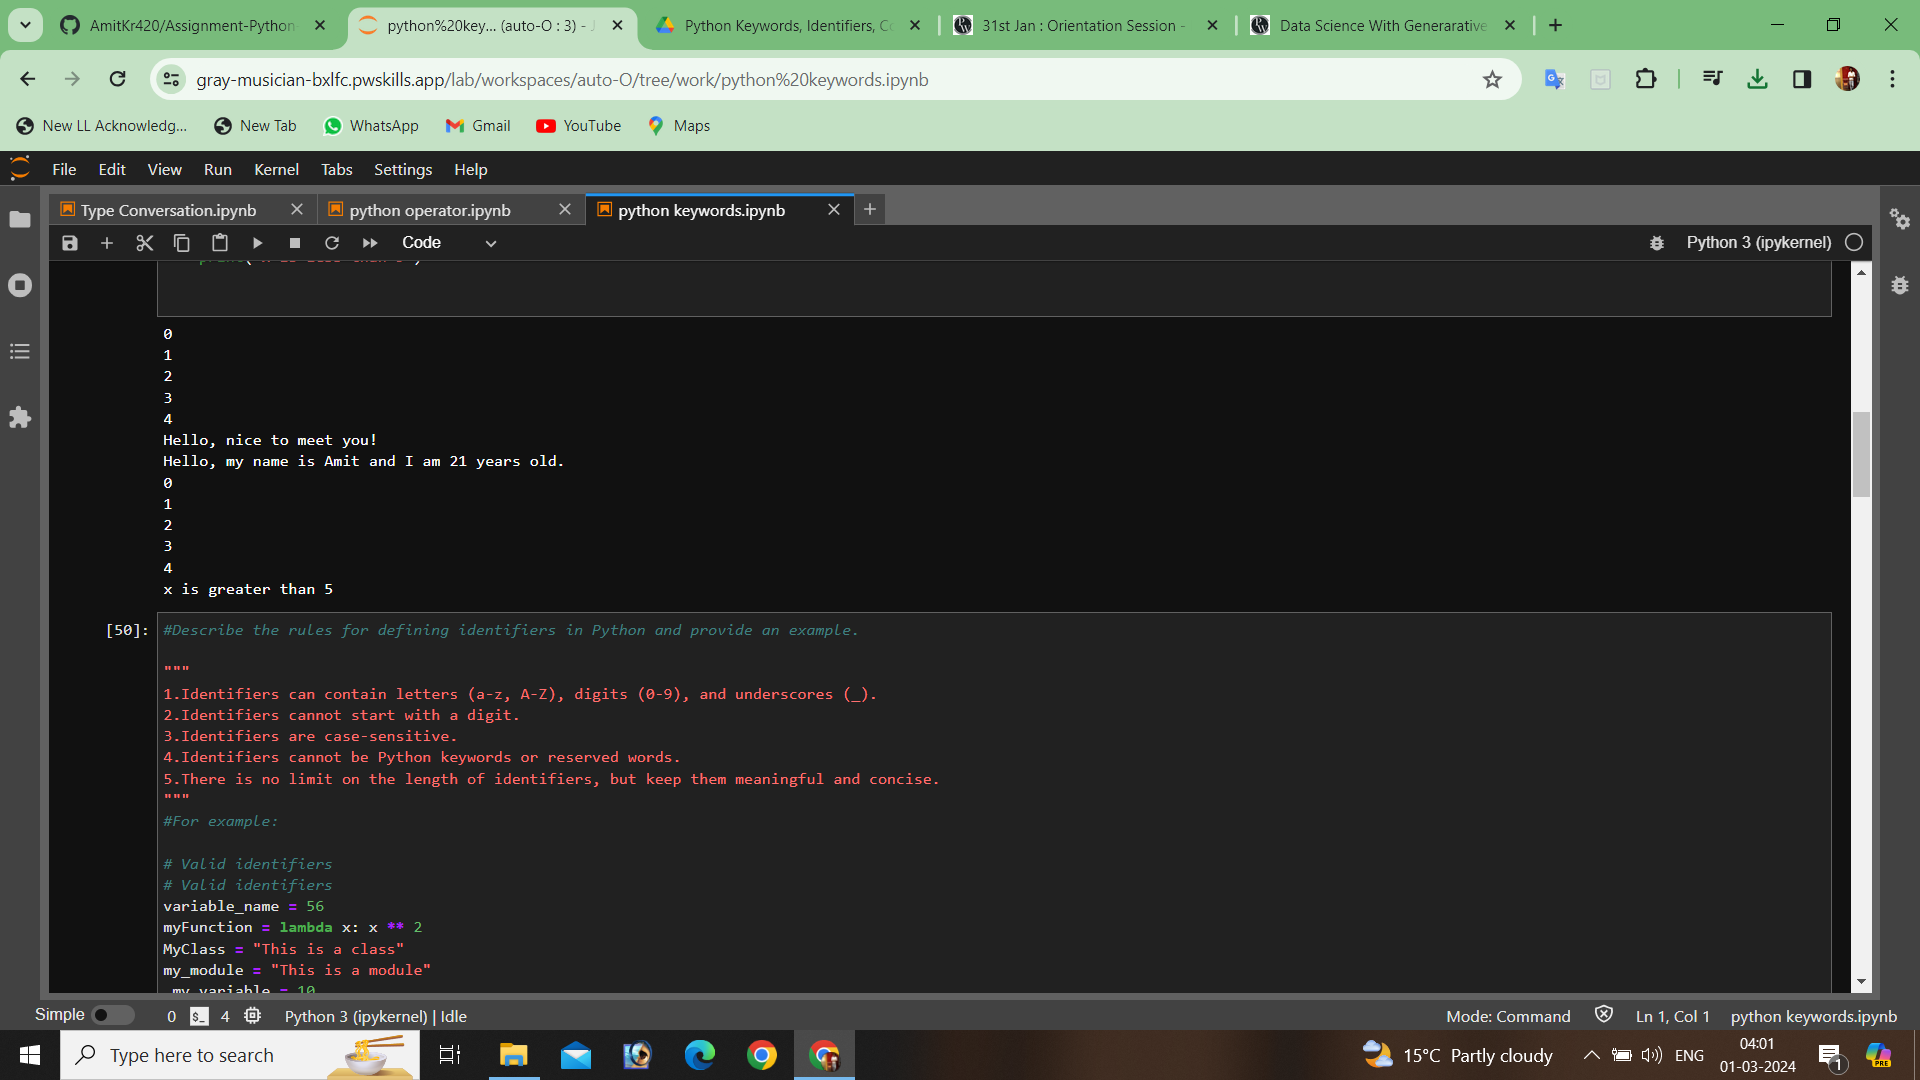 AmitKr420/Assignment-Python-
python%20key... (auto-O : 3) - J
Python Keywords, Identifiers, Co
31st Jan : Orientation Session -
Data Science With Generarative
gray-musician-bxlfc.pwskills.app/lab/workspaces/auto-O/tree/work/python%20keywords.ipynb
New LL Acknowledg...
New Tab
WhatsApp
Gmail
YouTube
Maps
File Edit View Run Kernel Tabs Settings Help
Type Conversation.ipynb
python operator.ipynb
python keywords.ipynb
Code
Python 3 (ipykernel)
0
1
2
3
4
Hello, nice to meet you!
Hello, my name is Amit and I am 21 years old.
0
1
2
3
4
x is greater than 5
[50]: #Describe the rules for defining identifiers in Python and provide an example.
"""
1.Identifiers can contain letters (a-z, A-Z), digits (0-9), and underscores (_).
2.Identifiers cannot start with a digit.
3.Identifiers are case-sensitive.
4.Identifiers cannot be Python keywords or reserved words.
5.There is no limit on the length of identifiers, but keep them meaningful and concise.
"""
#For example:
# Valid identifiers
# Valid identifiers
variable_name = 56
myFunction = lambda x: x ** 2
MyClass = "This is a class"
my_module = "This is a module"
_my_variable = 10
Simple 0 $_ 4 Python 3 (ipykernel) | Idle Mode: Command Ln 1, Col 1 python keywords.ipynb
Type here to search
15°C Partly cloudy
ENG
04:01
01-03-2024
1
PRE